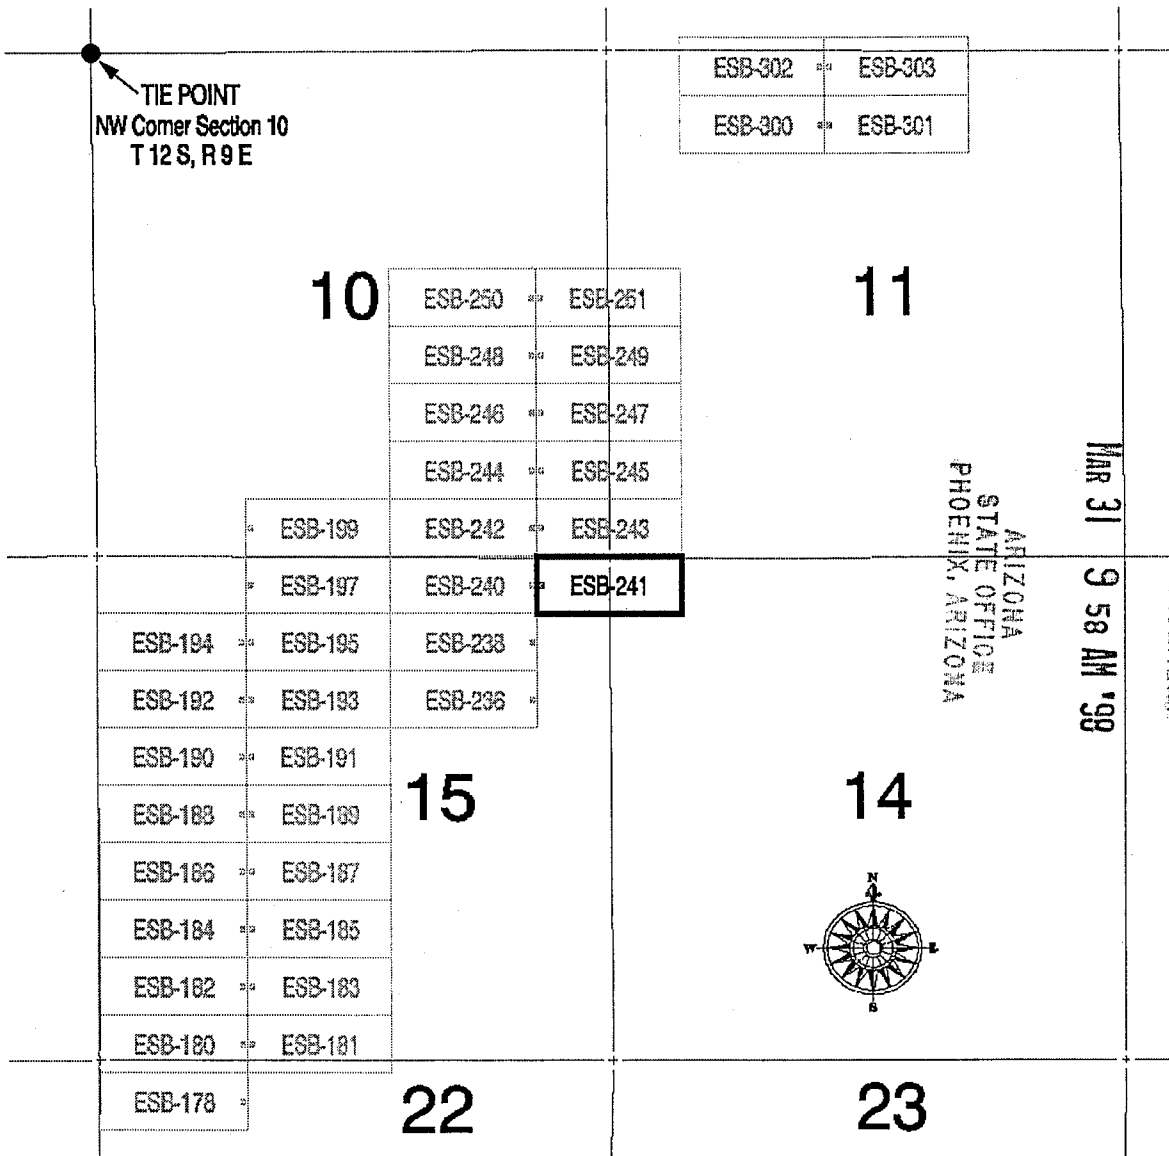 TIE POINT
NW Corner Section 10
T 12 S, R 9 E
ESB-302 ESB-303
ESB-300 ESB-301
10
11
ESB-250 ESB-251
ESB-248 ESB-249
ESB-246 ESB-247
ESB-244 ESB-245
ESB-199 ESB-242 ESB-243
ESB-197 ESB-240 ESB-241
ESB-194 ESB-195 ESB-238
ESB-192 ESB-193 ESB-236
ESB-190 ESB-191
ESB-188 ESB-189
ESB-186 ESB-187
ESB-184 ESB-185
ESB-182 ESB-183
ESB-180 ESB-181
ESB-178
15
14
22
23
N
W E
S
MAR 31 9 58 AM '99
ARIZONA
STATE OFFICE
PHOENIX, ARIZONA